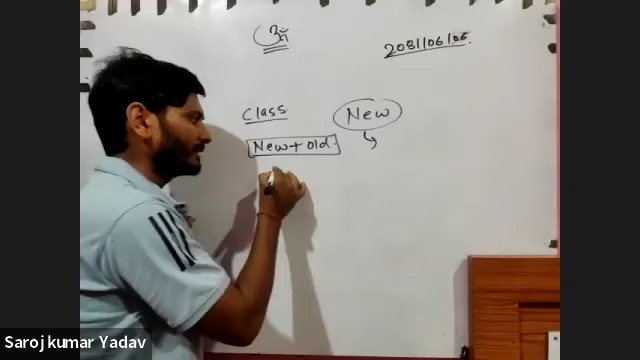 ॐ
2081/06/06.
Class
New
New + Old
Saroj kumar Yadav